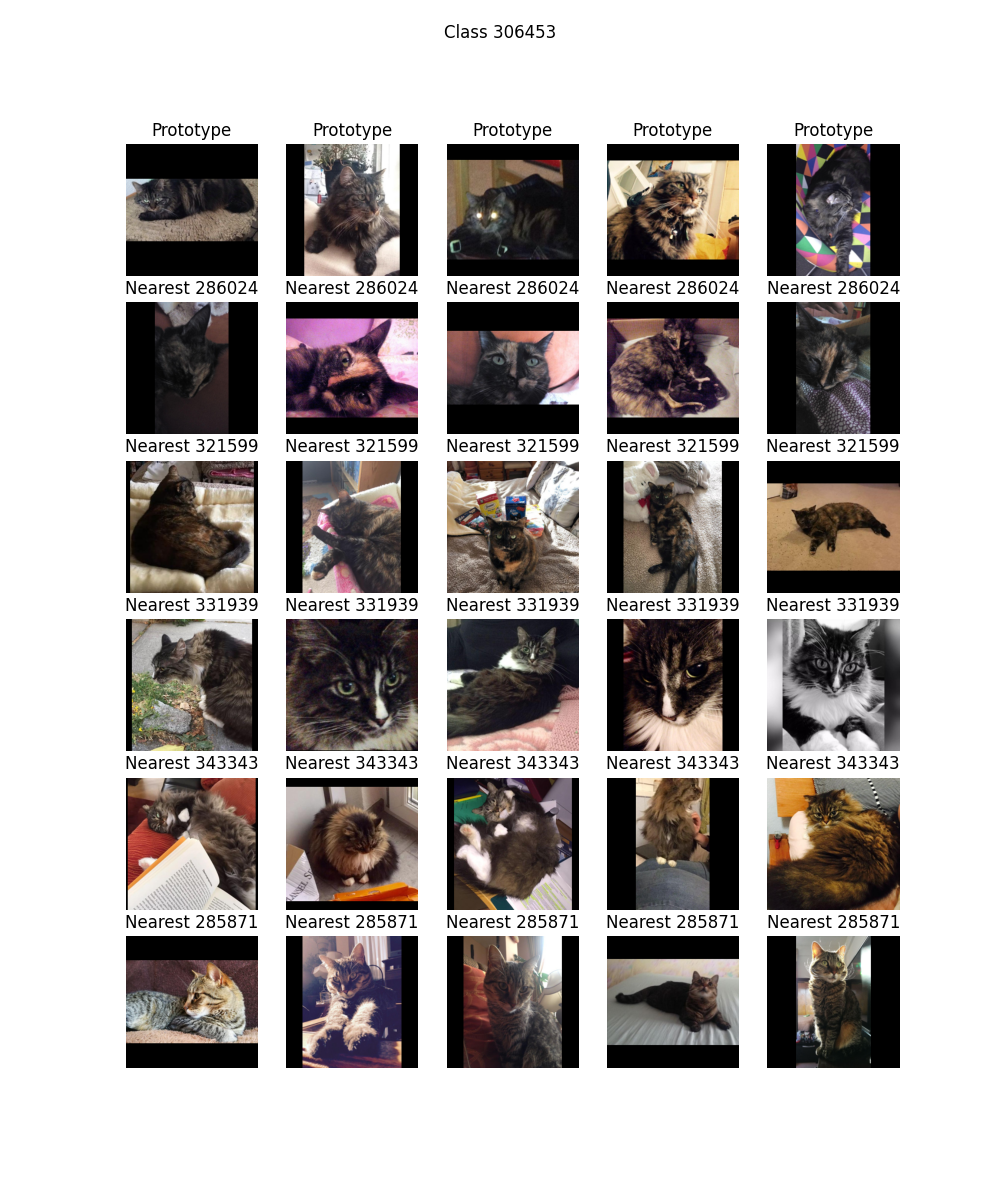 Class 306453
Prototype Prototype Prototype Prototype Prototype
Nearest 286024 Nearest 286024 Nearest 286024 Nearest 286024 Nearest 286024
Nearest 321599 Nearest 321599 Nearest 321599 Nearest 321599 Nearest 321599
Nearest 331939 Nearest 331939 Nearest 331939 Nearest 331939 Nearest 331939
Nearest 343343 Nearest 343343 Nearest 343343 Nearest 343343 Nearest 343343
Nearest 285871 Nearest 285871 Nearest 285871 Nearest 285871 Nearest 285871